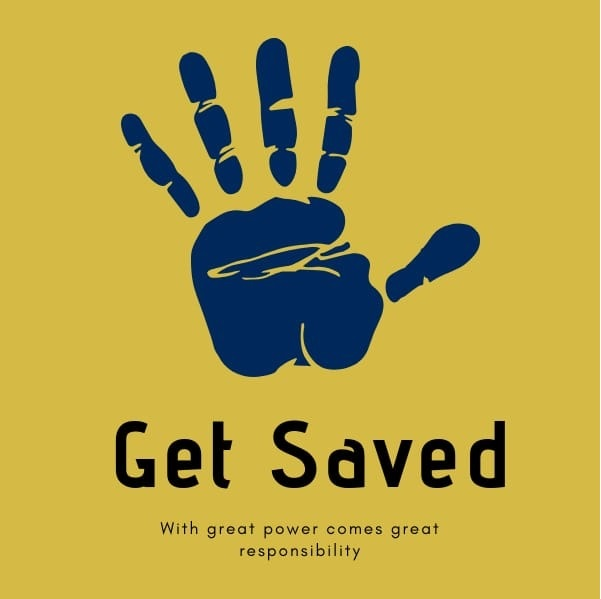 Get Saved
With great power comes great
responsibility